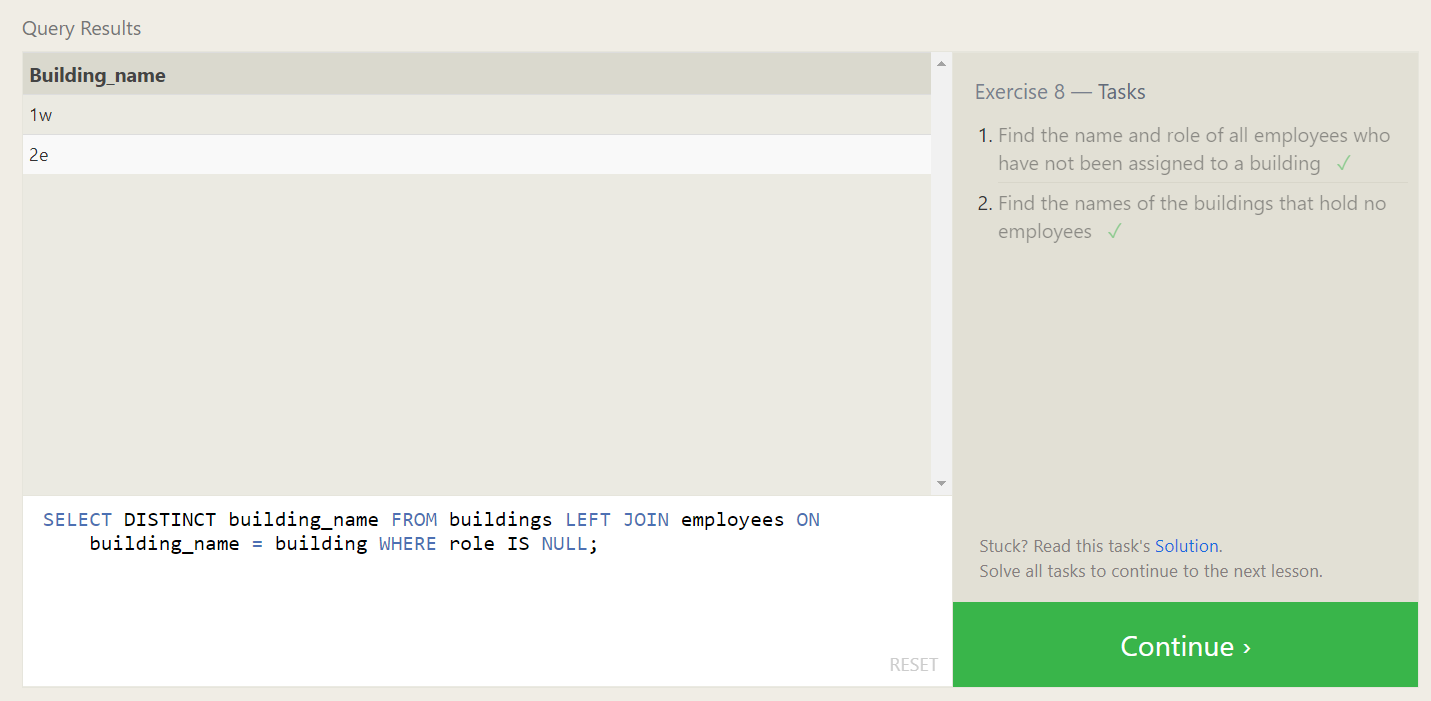 Query Results
Building_name
1w
2e
Exercise 8 — Tasks
1. Find the name and role of all employees who
have not been assigned to a building ✓
2. Find the names of the buildings that hold no
employees ✓
SELECT DISTINCT building_name FROM buildings LEFT JOIN employees ON
building_name = building WHERE role IS NULL;
RESET
Stuck? Read this task's Solution.
Solve all tasks to continue to the next lesson.
Continue ›